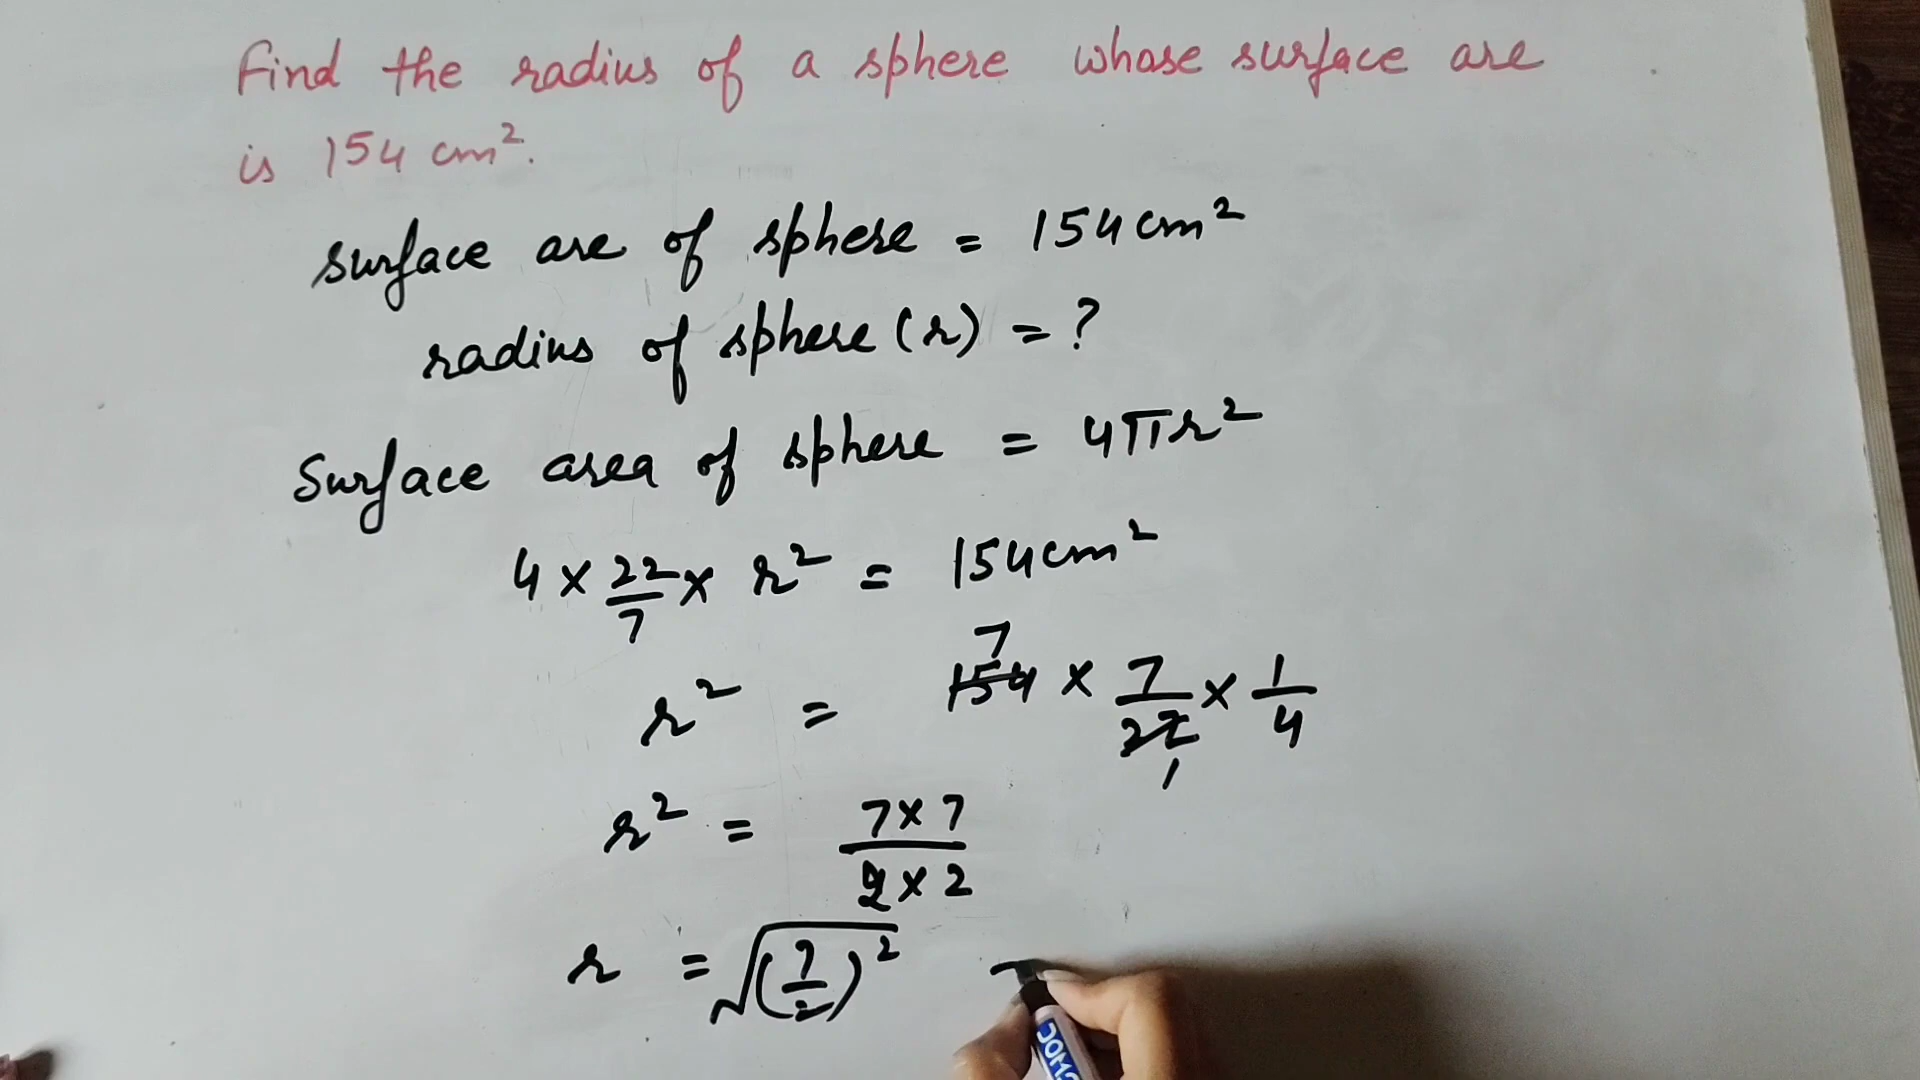 Find the radius of a sphere whose surface are
is 154 cm².
surface are of sphere = 154 cm²
radius of sphere (r) = ?
Surface area of sphere = 4πr²
4 × 22/7 × r² = 154 cm²
7
r² = 154 × 7/22 × 1/4
1
r² = 7×7 / 2×2
r = √(7/2)²
DOMS